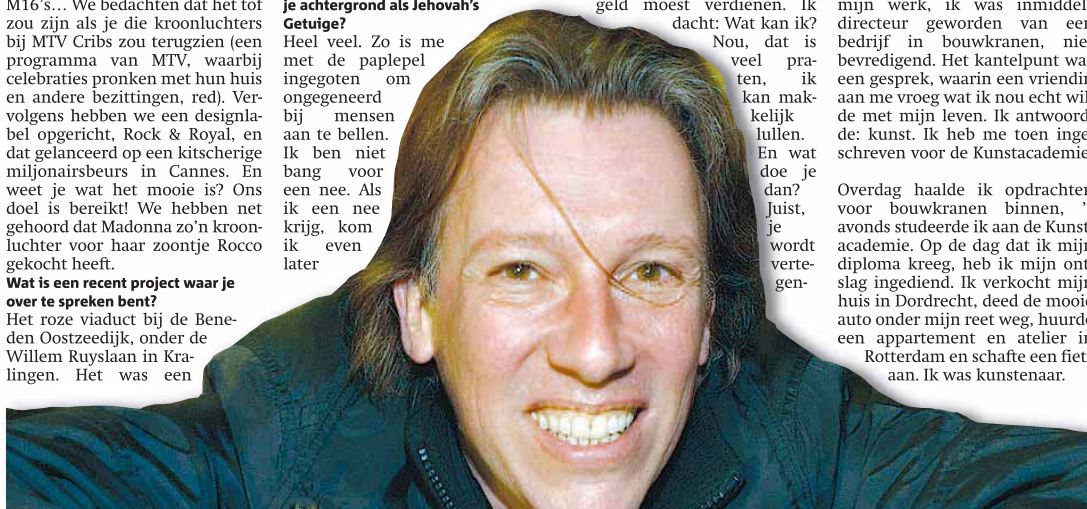 M16's… We bedachten dat het tof
zou zijn als je die kroonluchters
bij MTV Cribs zou terugzien (een
programma van MTV, waarbij
celebraties pronken met hun huis
en andere bezittingen, red). Ver-
volgens hebben we een designla-
bel opgericht, Rock & Royal, en
dat gelanceerd op een kitscherige
miljonairsbeurs in Cannes. En
weet je wat het mooie is? Ons
doel is bereikt! We hebben net
gehoord dat Madonna zo'n kroon-
luchter voor haar zoontje Rocco
gekocht heeft.
Wat is een recent project waar je
over te spreken bent?
Het roze viaduct bij de Bene-
den Oostzeedijk, onder de
Willem Ruyslaan in Kra-
lingen. Het was een
je achtergrond als Jehovah's
Getuige?
Heel veel. Zo is me
met de paplepel
ingegoten om
ongegeneerd
bij mensen
aan te bellen.
Ik ben niet
bang voor
een nee. Als
ik een nee
krijg, kom
ik even
later
geld moest verdienen. Ik
dacht: Wat kan ik?
Nou, dat is
veel pra-
ten, ik
kan mak-
kelijk
lullen.
En wat
doe je
dan?
Juist,
je
wordt
verte-
gen-
mijn werk, ik was inmiddel
directeur geworden van een
bedrijf in bouwkranen, nie
bevredigend. Het kantelpunt wa
een gesprek, waarin een vriendin
aan me vroeg wat ik nou echt wil
de met mijn leven. Ik antwoord
de: kunst. Ik heb me toen inge
schreven voor de Kunstacademie
Overdag haalde ik opdrachten
voor bouwkranen binnen, '
avonds studeerde ik aan de Kunst
academie. Op de dag dat ik mijn
diploma kreeg, heb ik mijn ont
slag ingediend. Ik verkocht mijn
huis in Dordrecht, deed de mooie
auto onder mijn reet weg, huurde
een appartement en atelier in
Rotterdam en schafte een fiet
aan. Ik was kunstenaar.